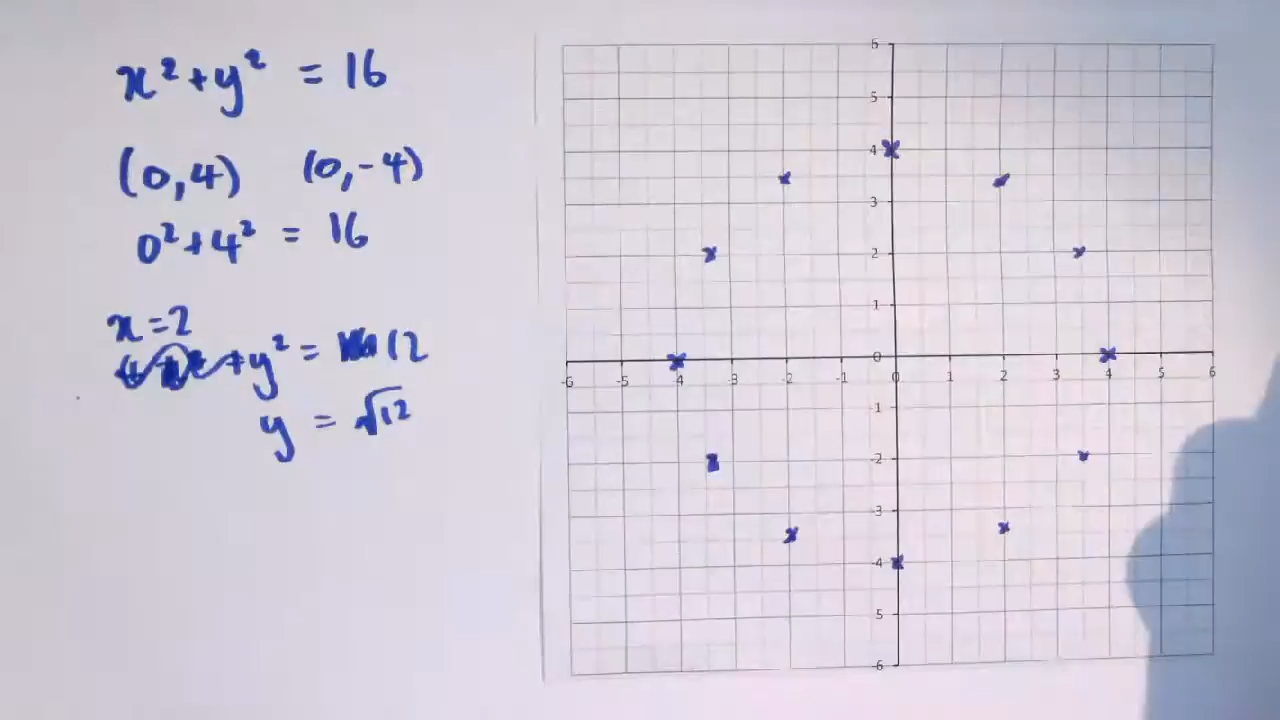 x² + y² = 16
(0,4) (0,-4)
0² + 4² = 16
x = 2
+ y² = 12
y = √12
5
5
4
3
2
1
0
-6 -5 -4 -3 -2 -1 0 1 2 3 4 5 6
-1
-2
-3
-4
5
-6